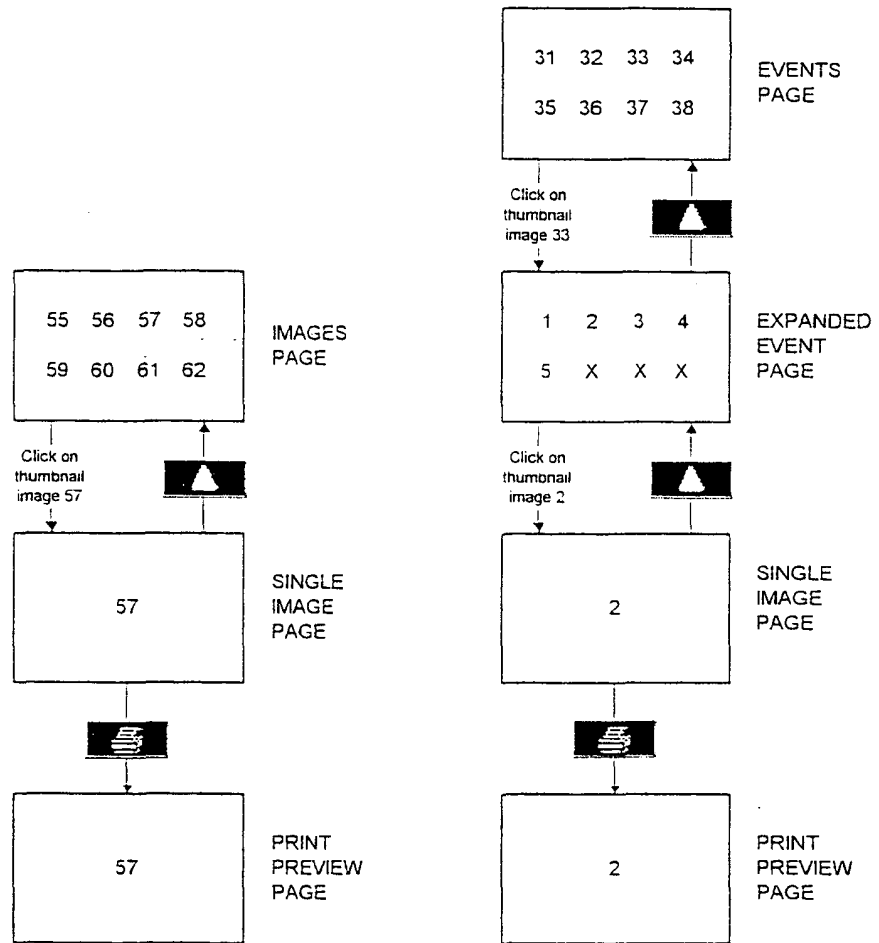 31 32 33 34
35 36 37 38
EVENTS
PAGE
Click on
thumbnail
image 33
55 56 57 58
59 60 61 62
IMAGES
PAGE
1 2 3 4
5 X X X
EXPANDED
EVENT
PAGE
Click on
thumbnail
image 57
Click on
thumbnail
image 2
57
SINGLE
IMAGE
PAGE
2
SINGLE
IMAGE
PAGE
57
PRINT
PREVIEW
PAGE
2
PRINT
PREVIEW
PAGE